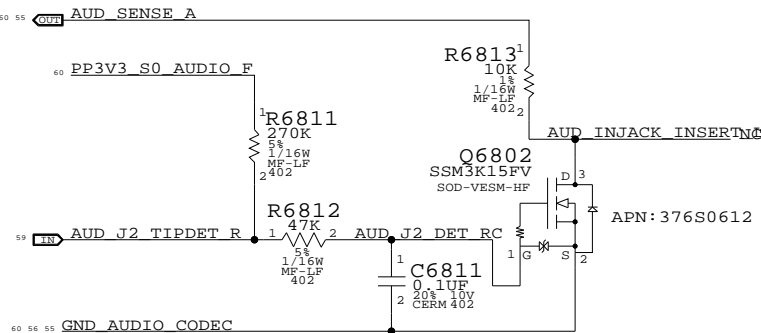 60 55 OUT AUD_SENSE_A
60 PP3V3_S0_AUDIO_F
R6813 1
10K
1%
1/16W
MF-LF
402 2
1 R6811
270K
5%
1/16W
MF-LF
2 402
AUD_INJACK_INSERT
Q6802
SSM3K15FV
SOD-VESM-HF
D 3
APN:376S0612
1 G S 2
R6812
59 IN AUD_J2_TIPDET_R 1 47K 2 AUD_J2_DET_RC
5%
1/16W
MF-LF
402
1 C6811
0.1UF
2 20% 10V
CERM 402
60 56 55 GND_AUDIO_CODEC